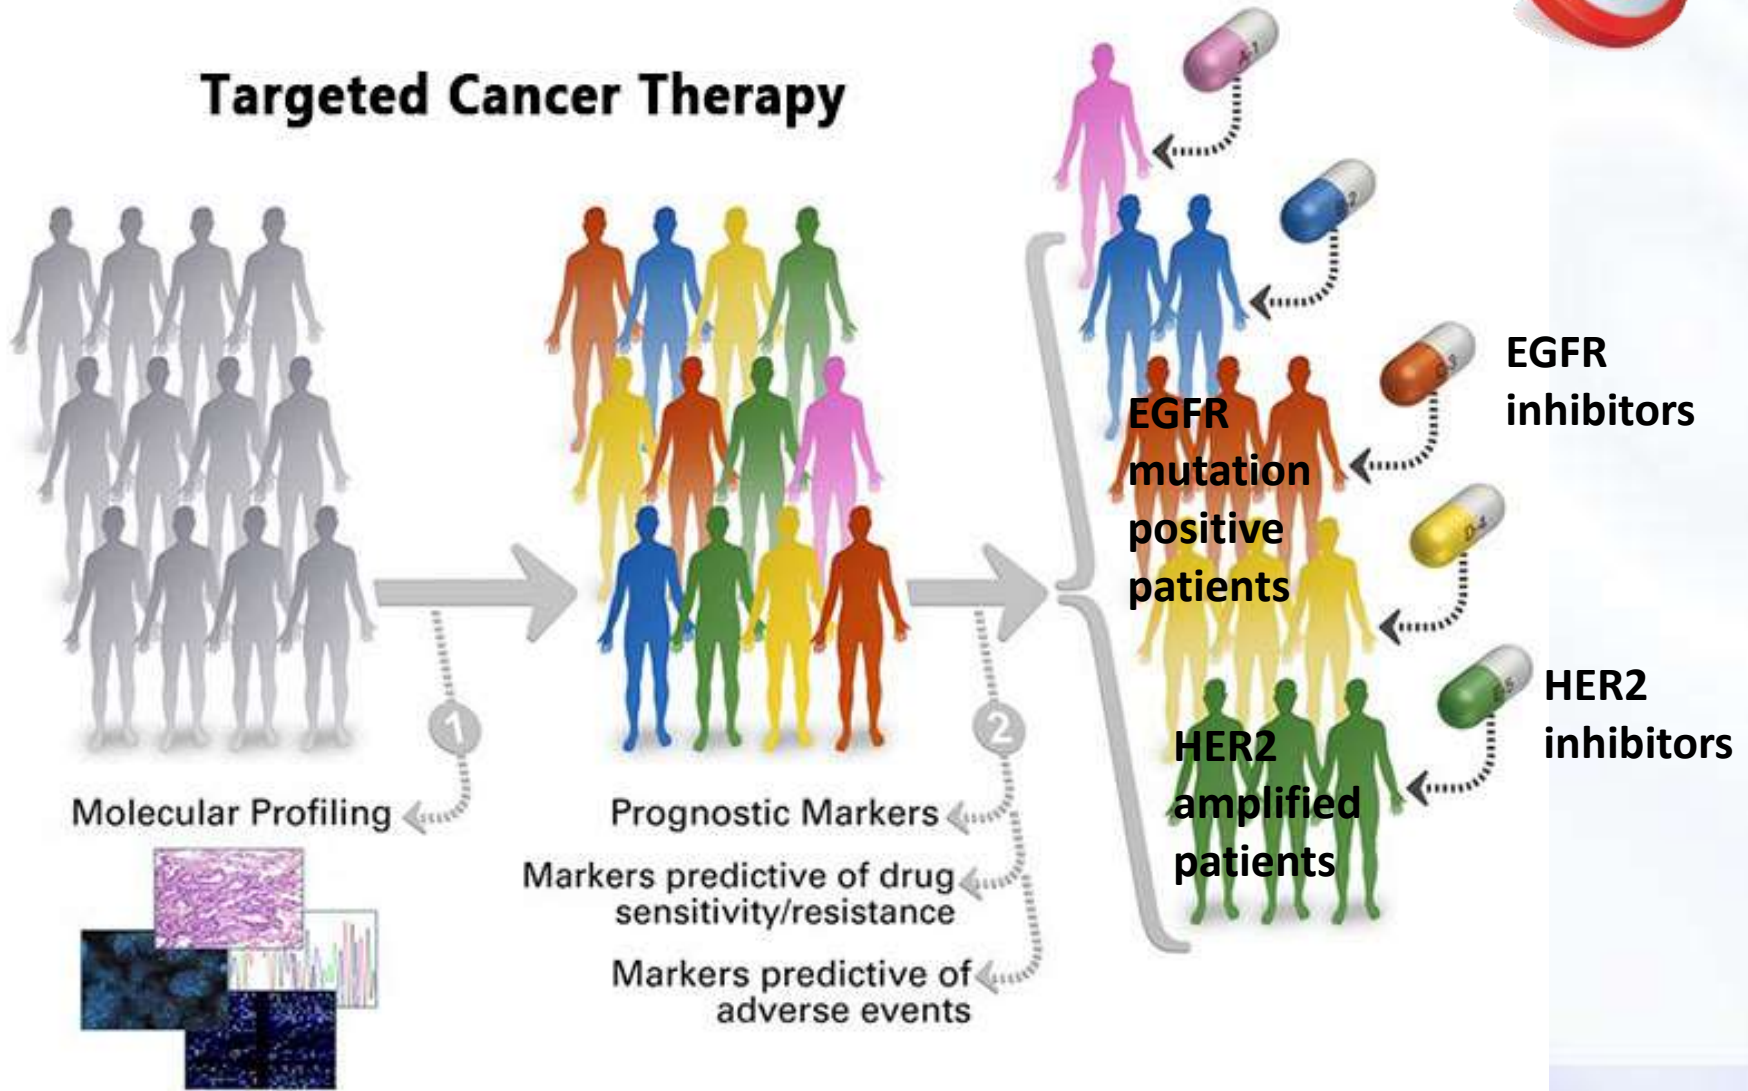 Targeted Cancer Therapy
EGFR
inhibitors
EGFR
mutation
positive
patients
HER2
inhibitors
HER2
amplified
patients
1
Molecular Profiling
2
Prognostic Markers
Markers predictive of drug
sensitivity/resistance
Markers predictive of
adverse events